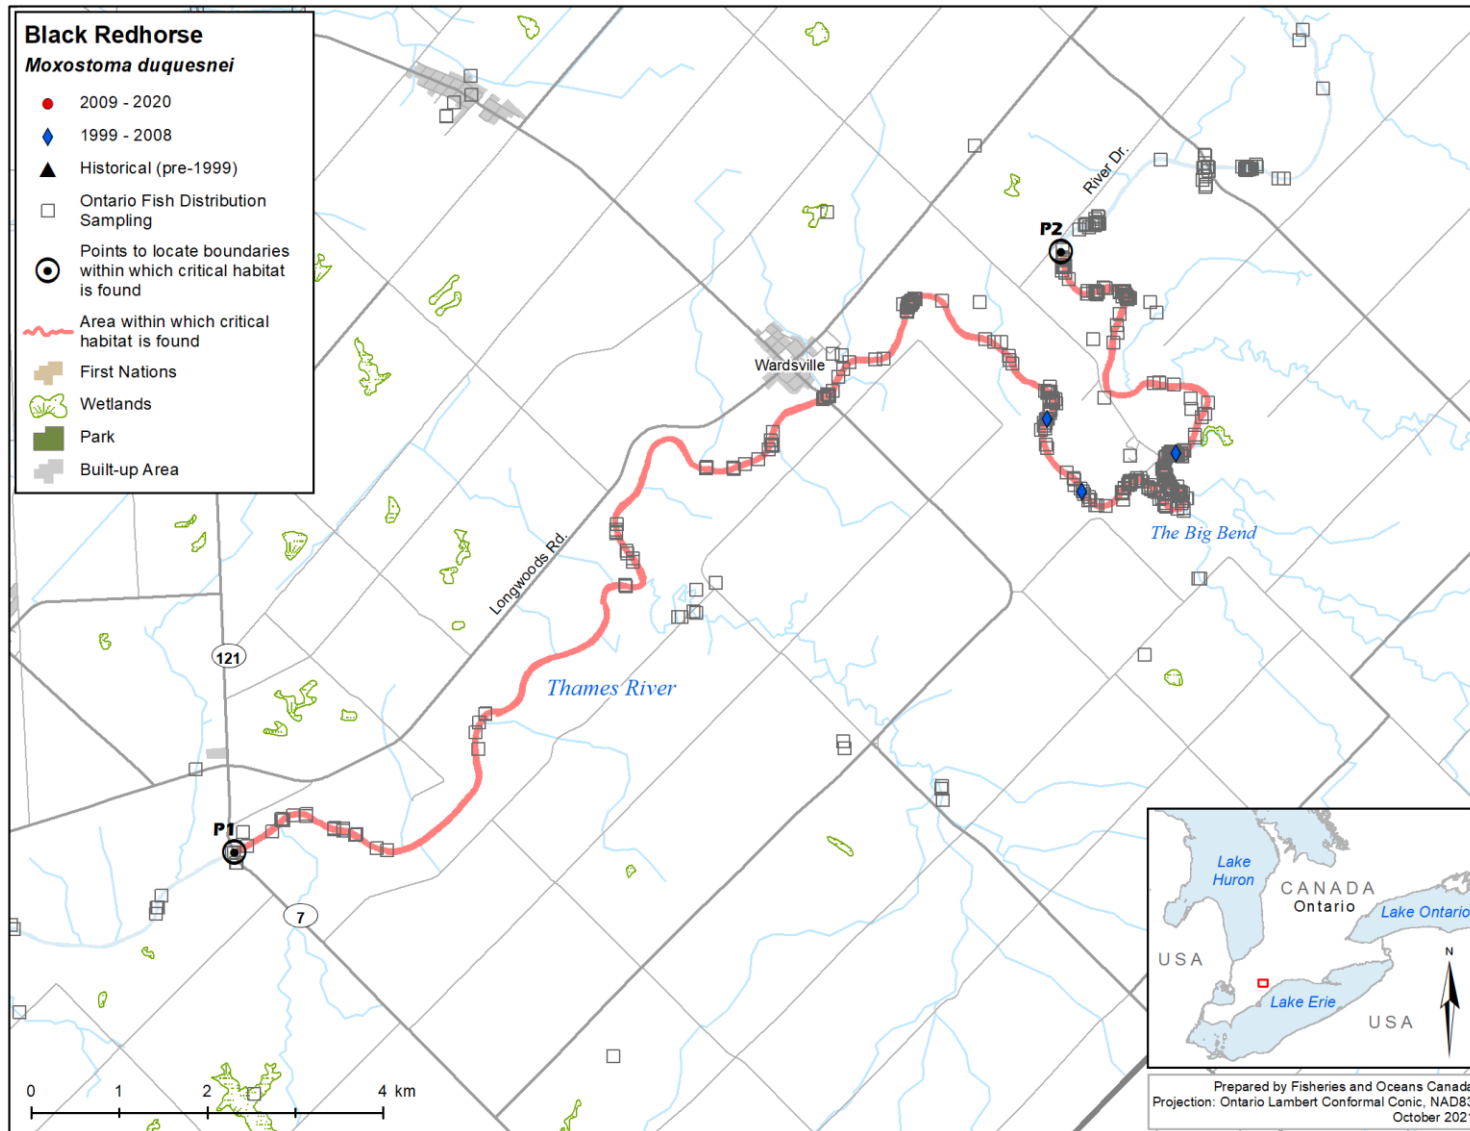 Black Redhorse
Moxostoma duquesnei
2009 - 2020
1999 - 2008
Historical (pre-1999)
Ontario Fish Distribution
Sampling
Points to locate boundaries
within which critical habitat
is found
Area within which critical
habitat is found
First Nations
Wetlands
Park
Built-up Area
River Dr.
P2
Wardsville
The Big Bend
Longwoods Rd.
121
Thames River
P1
7
Lake
Huron
CANADA
Ontario
Lake Ontario
USA
N
Lake Erie
USA
0 1 2 4 km
Prepared by Fisheries and Oceans Canada
Projection: Ontario Lambert Conformal Conic, NAD83
October 2021